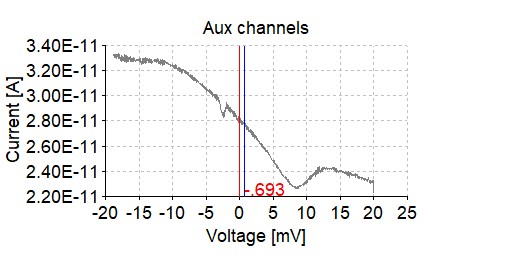 Aux channels
Current [A]
3.40E-11
3.20E-11
3.00E-11
2.80E-11
2.60E-11
2.40E-11
2.20E-11
-.693
-20 -15 -10 -5 0 5 10 15 20 25
Voltage [mV]